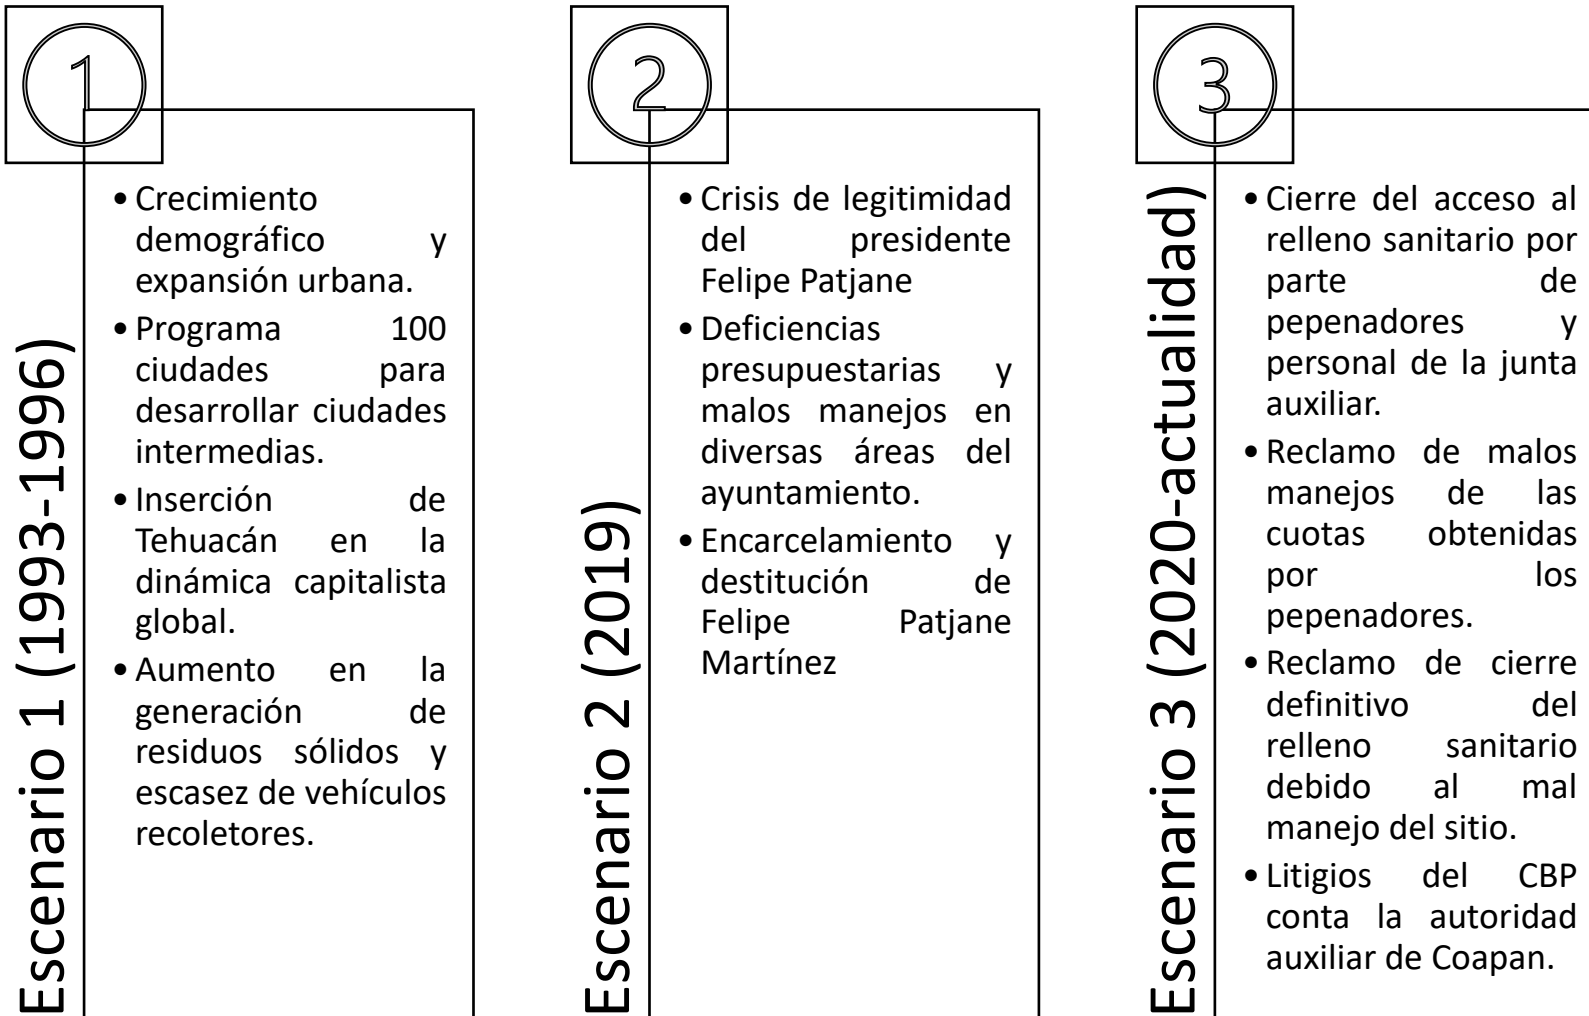 1
Escenario 1 (1993-1996)
• Crecimiento
demográfico y
expansión urbana.
• Programa 100
ciudades para
desarrollar ciudades
intermedias.
• Inserción de
Tehuacán en la
dinámica capitalista
global.
• Aumento en la
generación de
residuos sólidos y
escasez de vehículos
recoletores.
2
Escenario 2 (2019)
• Crisis de legitimidad
del presidente
Felipe Patjane
• Deficiencias
presupuestarias y
malos manejos en
diversas áreas del
ayuntamiento.
• Encarcelamiento y
destitución de
Felipe Patjane
Martínez
3
Escenario 3 (2020-actualidad)
• Cierre del acceso al
relleno sanitario por
parte de
pepenadores y
personal de la junta
auxiliar.
• Reclamo de malos
manejos de las
cuotas obtenidas
por los
pepenadores.
• Reclamo de cierre
definitivo del
relleno sanitario
debido al mal
manejo del sitio.
• Litigios del CBP
conta la autoridad
auxiliar de Coapan.